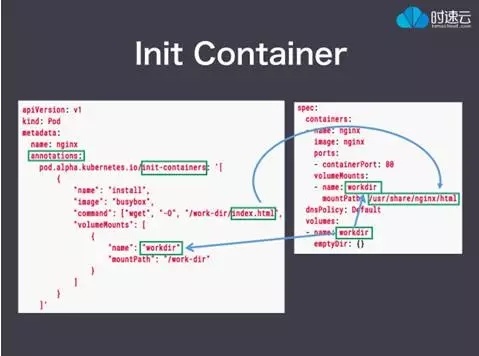 时速云
tenxcloud.com
Init Container
apiVersion: v1
kind: Pod
metadata:
name: nginx
annotations:
pod.alpha.kubernetes.io/init-containers: '[
{
"name": "install",
"image": "busybox",
"command": ["wget", "-O", "/work-dir/index.html",
"volumeMounts": [
{
"name": "workdir"
"mountPath": "/work-dir"
}
]
}
]'
spec:
containers:
- name: nginx
image: nginx
ports:
- containerPort: 80
volumeMounts:
- name: workdir
mountPath: /usr/share/nginx/html
dnsPolicy: Default
volumes:
- name: workdir
emptyDir: {}